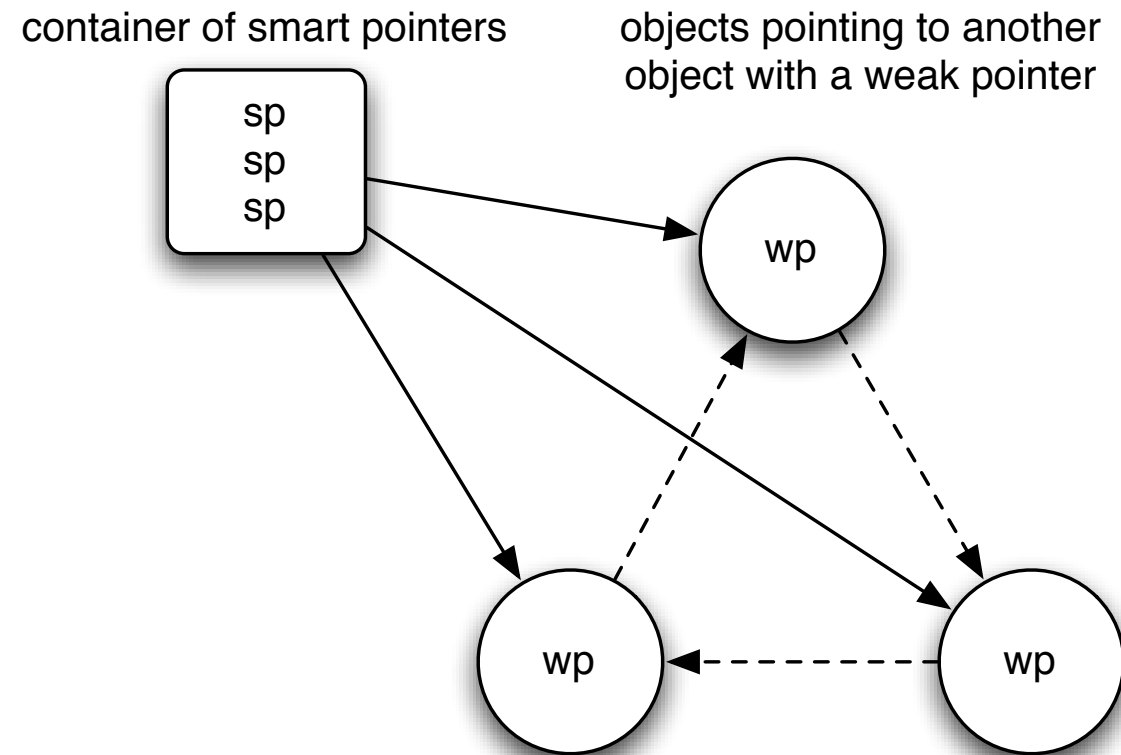 container of smart pointers
objects pointing to another
object with a weak pointer
sp
sp
sp
wp
wp
wp